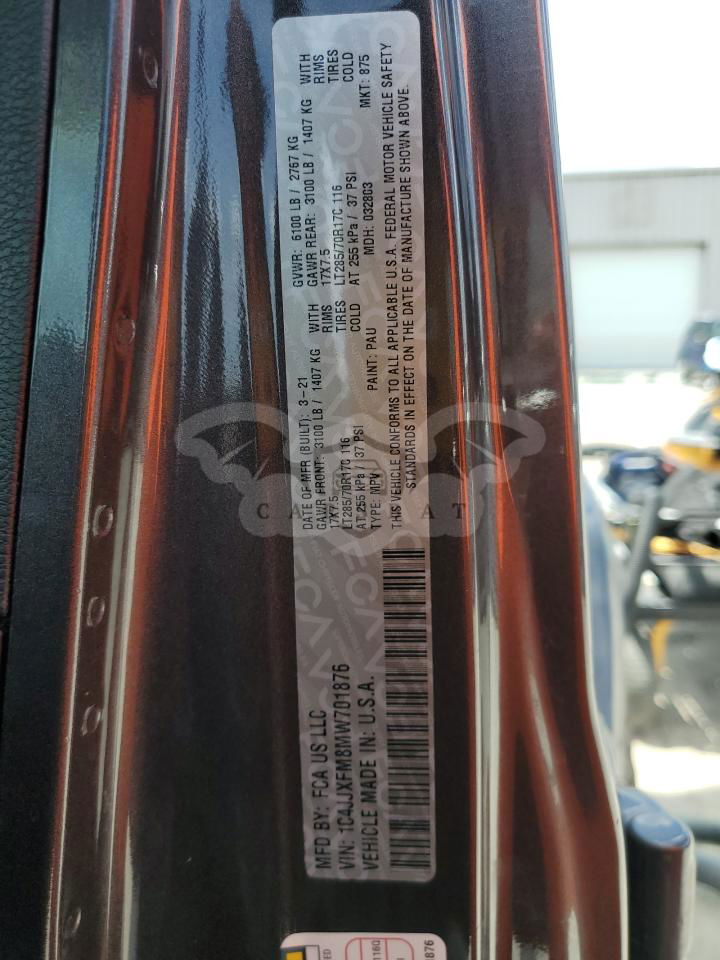 MFD BY: FCA US LLC
DATE OF MFR (BUILT): 3-21
GVWR: 6100 LB / 2767 KG
GAWR FRONT: 3100 LB / 1407 KG WITH
GAWR REAR: 3100 LB / 1407 KG WITH
17X7.5 RIMS
17X7.5 RIMS
LT285/70R17C 116 TIRES
LT285/70R17C 116 TIRES
AT 255 kPa / 37 PSI COLD
AT 255 kPa / 37 PSI COLD
VIN: 1C4JJXFM8MW701876
TYPE: MPV
PAINT: PAU
MDH: 032803
MKT: 875
VEHICLE MADE IN: U.S.A.
THIS VEHICLE CONFORMS TO ALL APPLICABLE U.S.A. FEDERAL MOTOR VEHICLE SAFETY
STANDARDS IN EFFECT ON THE DATE OF MANUFACTURE SHOWN ABOVE.